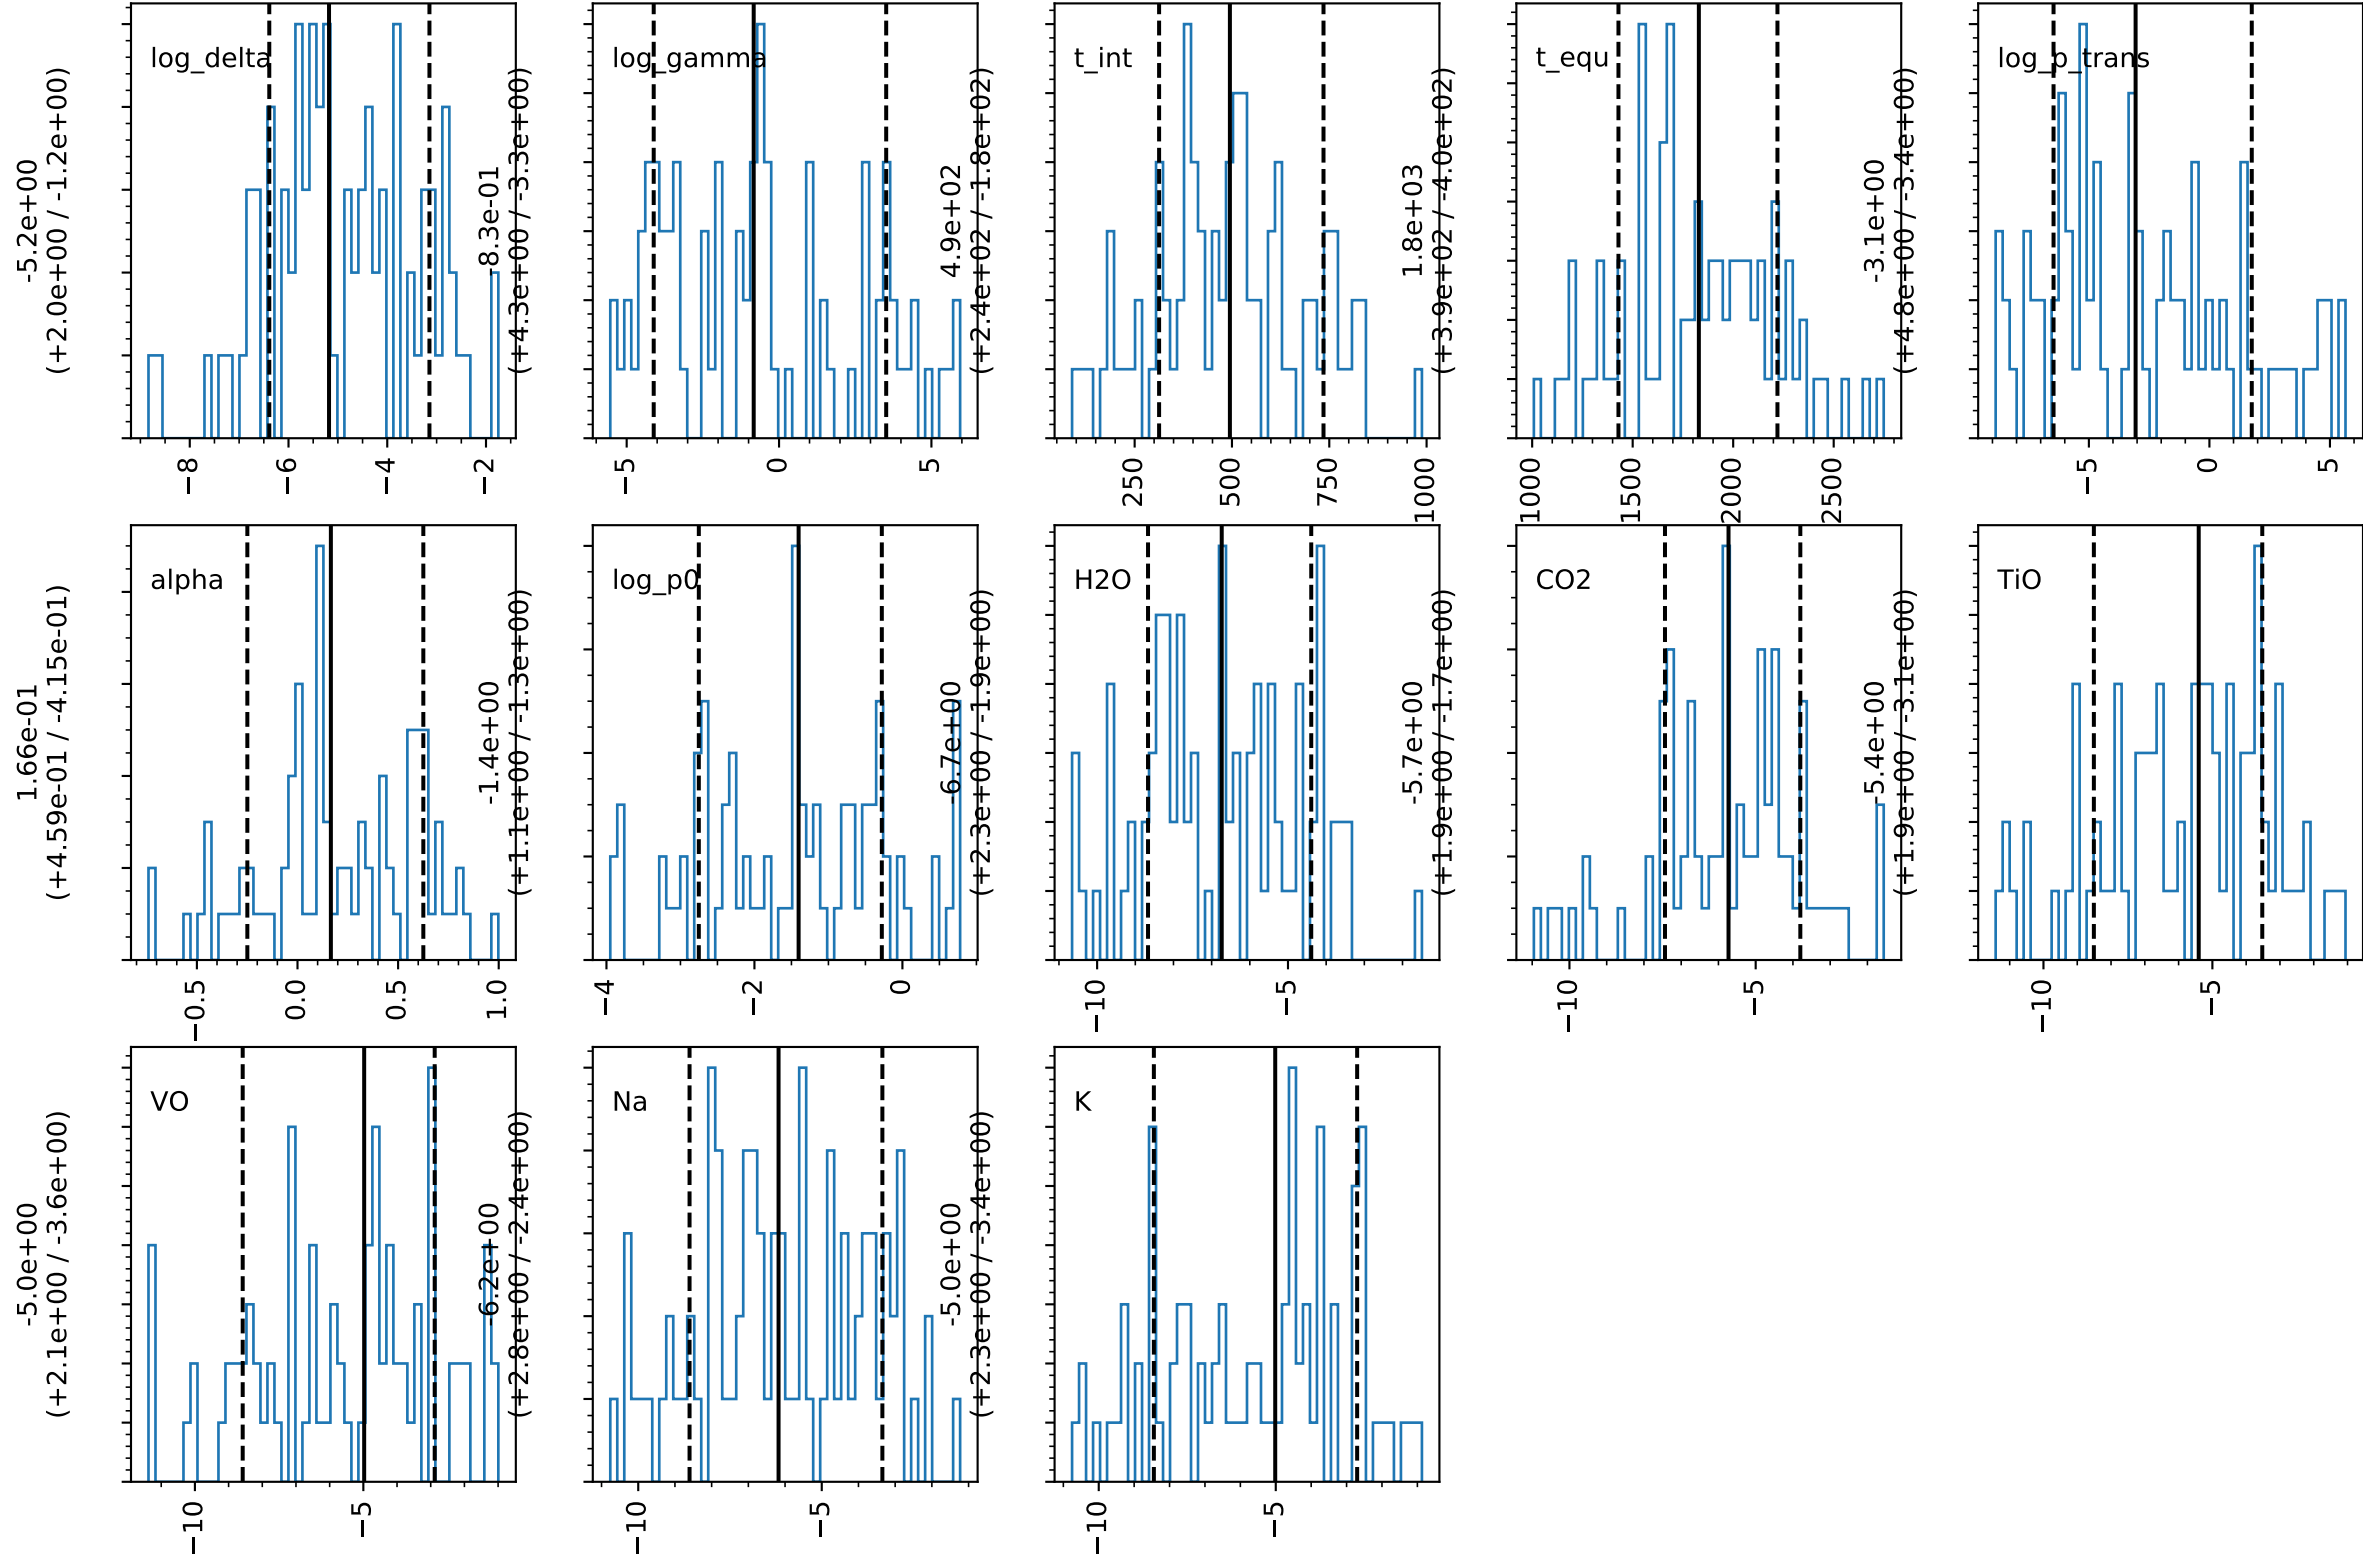 -5.2e+00
(+2.0e+00 / -1.2e+00)
log_delta
−8
−6
−4
−2
-8.3e-01
(+4.3e+00 / -3.3e+00)
log_gamma
−5
0
5
4.9e+02
(+2.4e+02 / -1.8e+02)
t_int
250
500
750
1000
1.8e+03
(+3.9e+02 / -4.0e+02)
t_equ
1000
1500
2000
2500
-3.1e+00
(+4.8e+00 / -3.4e+00)
log_p_trans
−5
0
5
1.66e-01
(+4.59e-01 / -4.15e-01)
alpha
−0.5
0.0
0.5
1.0
-1.4e+00
(+1.1e+00 / -1.3e+00)
log_p0
−4
−2
0
-6.7e+00
(+2.3e+00 / -1.9e+00)
H2O
−10
−5
-5.7e+00
(+1.9e+00 / -1.7e+00)
CO2
−10
−5
-5.4e+00
(+1.9e+00 / -3.1e+00)
TiO
−10
−5
-5.0e+00
(+2.1e+00 / -3.6e+00)
VO
−10
−5
-6.2e+00
(+2.8e+00 / -2.4e+00)
Na
−10
−5
-5.0e+00
(+2.3e+00 / -3.4e+00)
K
−10
−5